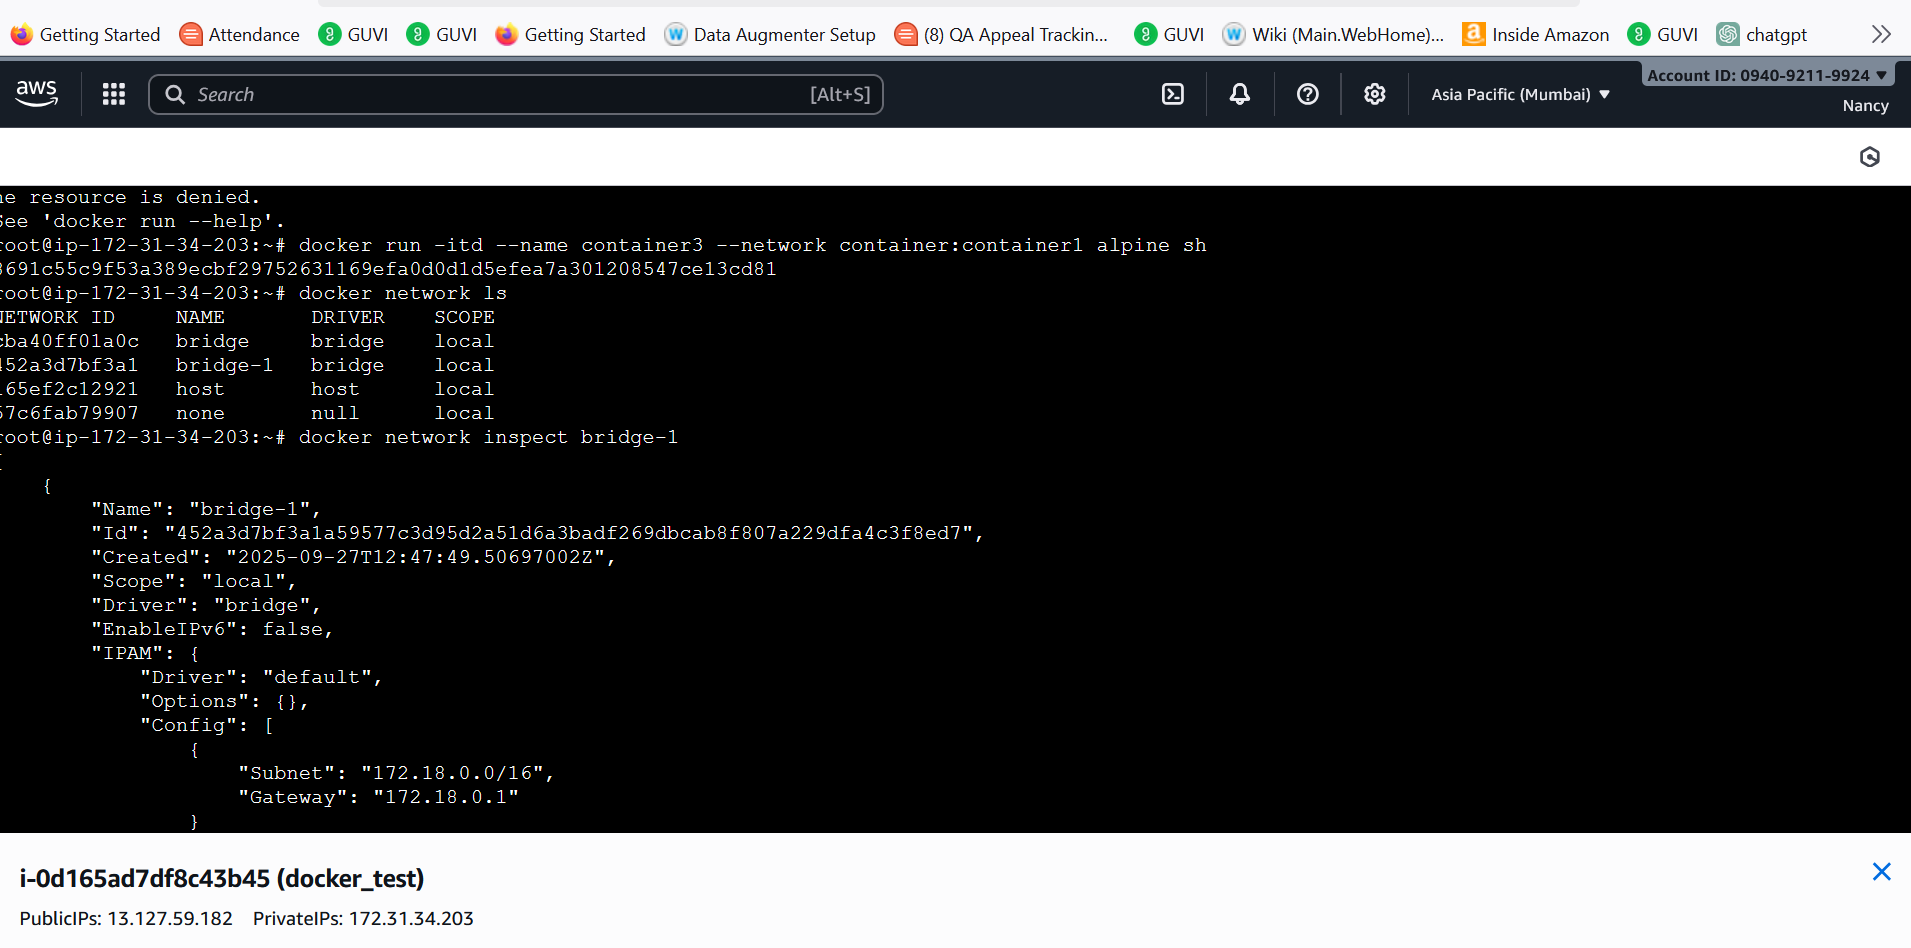 Getting Started Attendance GUVI GUVI Getting Started Data Augmenter Setup (8) QA Appeal Trackin... GUVI Wiki (Main.WebHome)... Inside Amazon GUVI chatgpt
aws Search [Alt+S] Asia Pacific (Mumbai) Account ID: 0940-9211-9924
Nancy
he resource is denied.
See 'docker run --help'.
root@ip-172-31-34-203:~# docker run -itd --name container3 --network container:container1 alpine sh
3691c55c9f53a389ecbf29752631169efa0d0d1d5efea7a301208547ce13cd81
root@ip-172-31-34-203:~# docker network ls
NETWORK ID NAME DRIVER SCOPE
cba40ff01a0c bridge bridge local
452a3d7bf3a1 bridge-1 bridge local
165ef2c12921 host host local
57c6fab79907 none null local
root@ip-172-31-34-203:~# docker network inspect bridge-1
[
{
"Name": "bridge-1",
"Id": "452a3d7bf3a1a59577c3d95d2a51d6a3badf269dbcab8f807a229dfa4c3f8ed7",
"Created": "2025-09-27T12:47:49.50697002Z",
"Scope": "local",
"Driver": "bridge",
"EnableIPv6": false,
"IPAM": {
"Driver": "default",
"Options": {},
"Config": [
{
"Subnet": "172.18.0.0/16",
"Gateway": "172.18.0.1"
}
i-0d165ad7df8c43b45 (docker_test)
PublicIPs: 13.127.59.182 PrivateIPs: 172.31.34.203